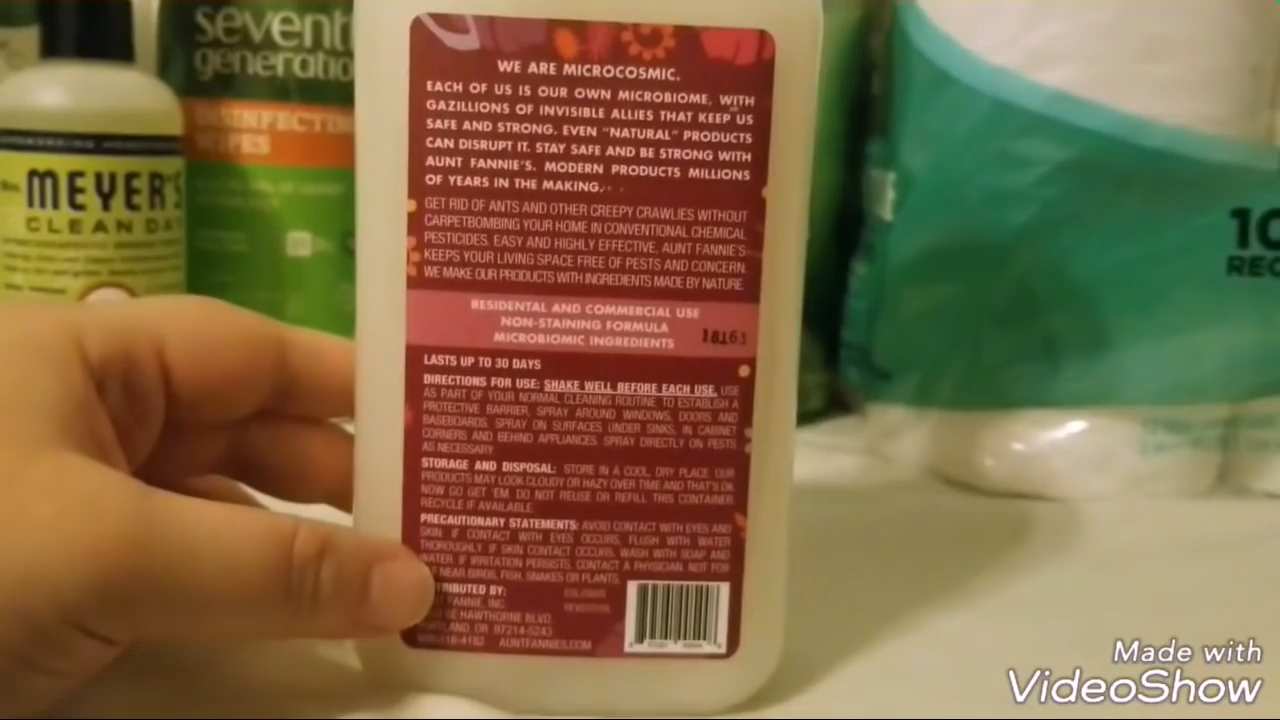 seventh
generation
DISINFECTING
WIPES
MEYER'S
CLEAN DAY
WE ARE MICROCOSMIC.
EACH OF US IS OUR OWN MICROBIOME, WITH
GAZILLIONS OF INVISIBLE ALLIES THAT KEEP US
SAFE AND STRONG. EVEN "NATURAL" PRODUCTS
CAN DISRUPT IT. STAY SAFE AND BE STRONG WITH
AUNT FANNIE'S. MODERN PRODUCTS MILLIONS
OF YEARS IN THE MAKING.
GET RID OF ANTS AND OTHER CREEPY CRAWLIES WITHOUT
CARPETBOMBING YOUR HOME IN CONVENTIONAL CHEMICAL
PESTICIDES. EASY AND HIGHLY EFFECTIVE, AUNT FANNIE'S
KEEPS YOUR LIVING SPACE FREE OF PESTS AND CONCERN.
WE MAKE OUR PRODUCTS WITH INGREDIENTS MADE BY NATURE.
RESIDENTAL AND COMMERCIAL USE
NON-STAINING FORMULA
MICROBIOMIC INGREDIENTS
18163
LASTS UP TO 30 DAYS
DIRECTIONS FOR USE: SHAKE WELL BEFORE EACH USE. USE
AS PART OF YOUR NORMAL CLEANING ROUTINE TO ESTABLISH A
PROTECTIVE BARRIER. SPRAY AROUND WINDOWS, DOORS AND
BASEBOARDS. SPRAY ON SURFACES UNDER SINKS, IN CABINET
CORNERS AND BEHIND APPLIANCES. SPRAY DIRECTLY ON PESTS
AS NECESSARY
STORAGE AND DISPOSAL: STORE IN A COOL, DRY PLACE. OUR
PRODUCTS MAY LOOK CLOUDY OR HAZY OVER TIME AND THAT'S OK.
NOW GO GET 'EM. DO NOT REUSE OR REFILL THIS CONTAINER.
RECYCLE IF AVAILABLE.
PRECAUTIONARY STATEMENTS: AVOID CONTACT WITH EYES AND
SKIN. IF CONTACT WITH EYES OCCURS, FLUSH WITH WATER
THOROUGHLY. IF SKIN CONTACT OCCURS, WASH WITH SOAP AND
WATER. IF IRRITATION PERSISTS, CONTACT A PHYSICIAN. NOT FOR
NEAR BIRDS, FISH, SNAKES OR PLANTS.
TRIBUTED BY:
FANNIE, INC.
HAWTHORNE BLVD.
LAND, OR 97214-5243
16-4182 AUNTFANNIES.COM
10
REC
Made with
VideoShow